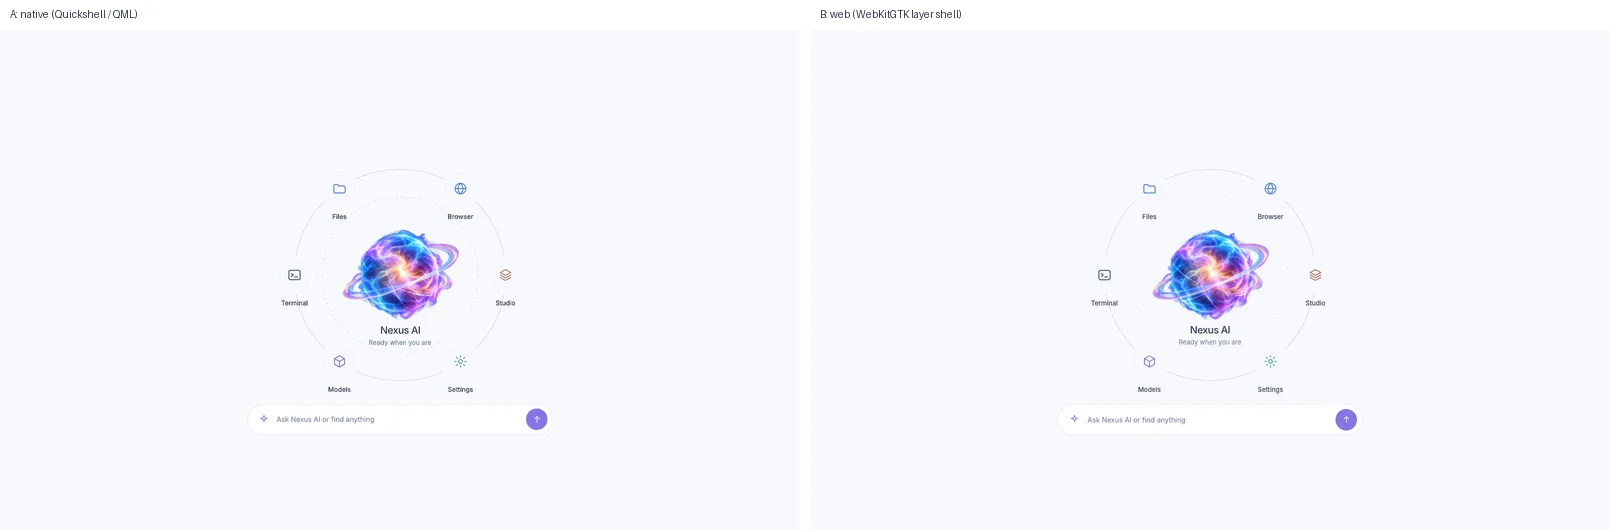 A: native (Quickshell / QML)
B: web (WebKitGTK layer shell)
Files
Browser
Terminal
Studio
Nexus AI
Ready when you are
Models
Settings
Ask Nexus AI or find anything
Files
Browser
Terminal
Studio
Nexus AI
Ready when you are
Models
Settings
Ask Nexus AI or find anything